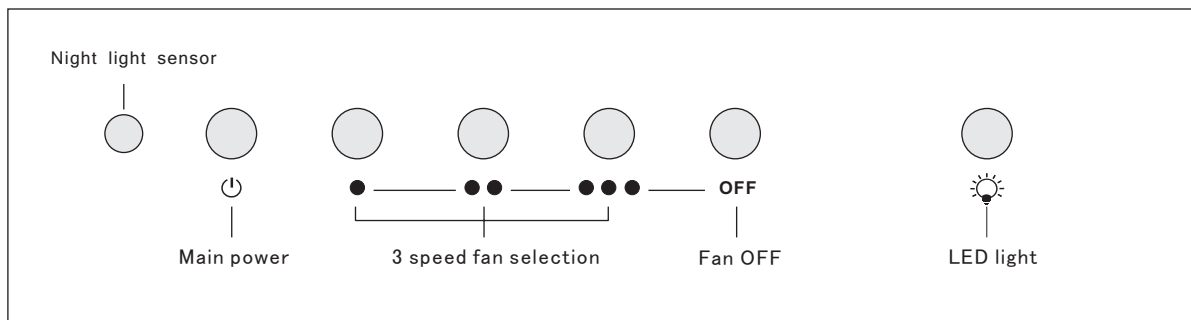 Night light sensor
OFF
Main power
3 speed fan selection
Fan OFF
LED light